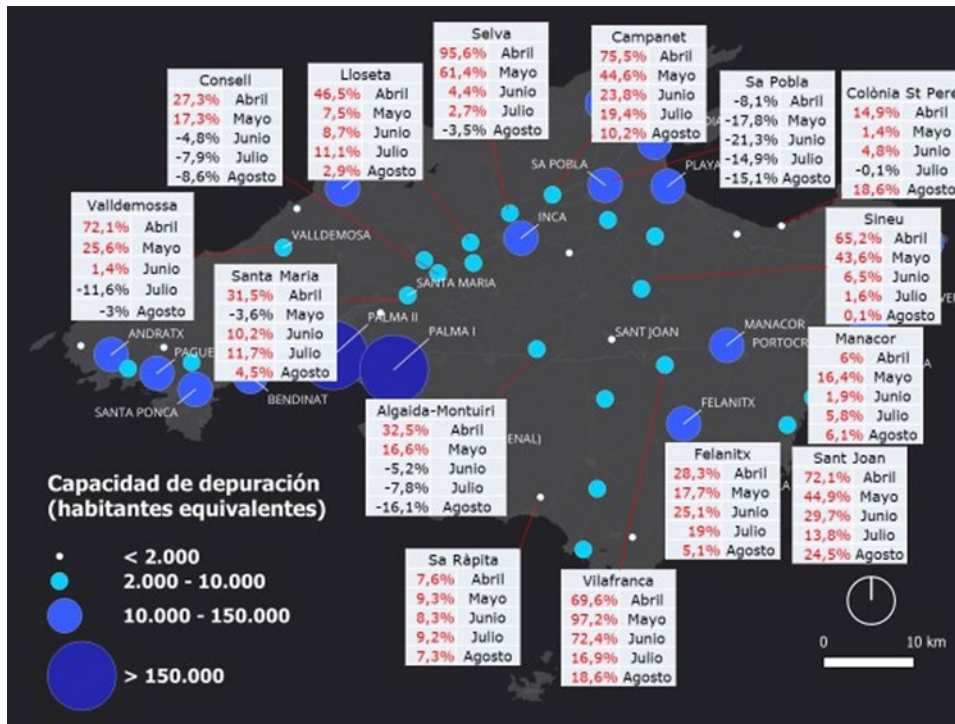 Selva
95,6% Abril
61,4% Mayo
4,4% Junio
2,7% Julio
-3,5% Agosto
Campanet
75,5% Abril
44,6% Mayo
23,8% Junio
19,4% Julio
10,2% Agosto
Consell
27,3% Abril
17,3% Mayo
-4,8% Junio
-7,9% Julio
-8,6% Agosto
Lloseta
46,5% Abril
7,5% Mayo
8,7% Junio
11,1% Julio
2,9% Agosto
Sa Pobla
-8,1% Abril
-17,8% Mayo
-21,3% Junio
-14,9% Julio
-15,1% Agosto
Colònia St Pere
14,9% Abril
1,4% Mayo
4,8% Junio
-0,1% Julio
18,6% Agosto
SA POBLA
PLAYA
Valldemossa
72,1% Abril
25,6% Mayo
1,4% Junio
-11,6% Julio
-3% Agosto
VALLDEMOSA
INCA
Sineu
65,2% Abril
43,6% Mayo
6,5% Junio
1,6% Julio
0,1% Agosto
Santa Maria
31,5% Abril
-3,6% Mayo
10,2% Junio
11,7% Julio
4,5% Agosto
SANTA MARIA
PALMA II
PALMA I
SANT JOAN
MANACOR
PORTOCR
ANDRATX
PAGUE
SANTA PONCA
BENDINAT
Manacor
6% Abril
16,4% Mayo
1,9% Junio
5,8% Julio
6,1% Agosto
FELANITX
Algaida-Montuiri
32,5% Abril
16,6% Mayo
-5,2% Junio
-7,8% Julio
-16,1% Agosto
ENAL)
Felanitx
28,3% Abril
17,7% Mayo
25,1% Junio
19% Julio
5,1% Agosto
Sant Joan
72,1% Abril
44,9% Mayo
29,7% Junio
13,8% Julio
24,5% Agosto
Capacidad de depuración
(habitantes equivalentes)
< 2.000
2.000 - 10.000
10.000 - 150.000
> 150.000
Sa Ràpita
7,6% Abril
9,3% Mayo
8,3% Junio
9,2% Julio
7,3% Agosto
Vilafranca
69,6% Abril
97,2% Mayo
72,4% Junio
16,9% Julio
18,6% Agosto
0 10 km